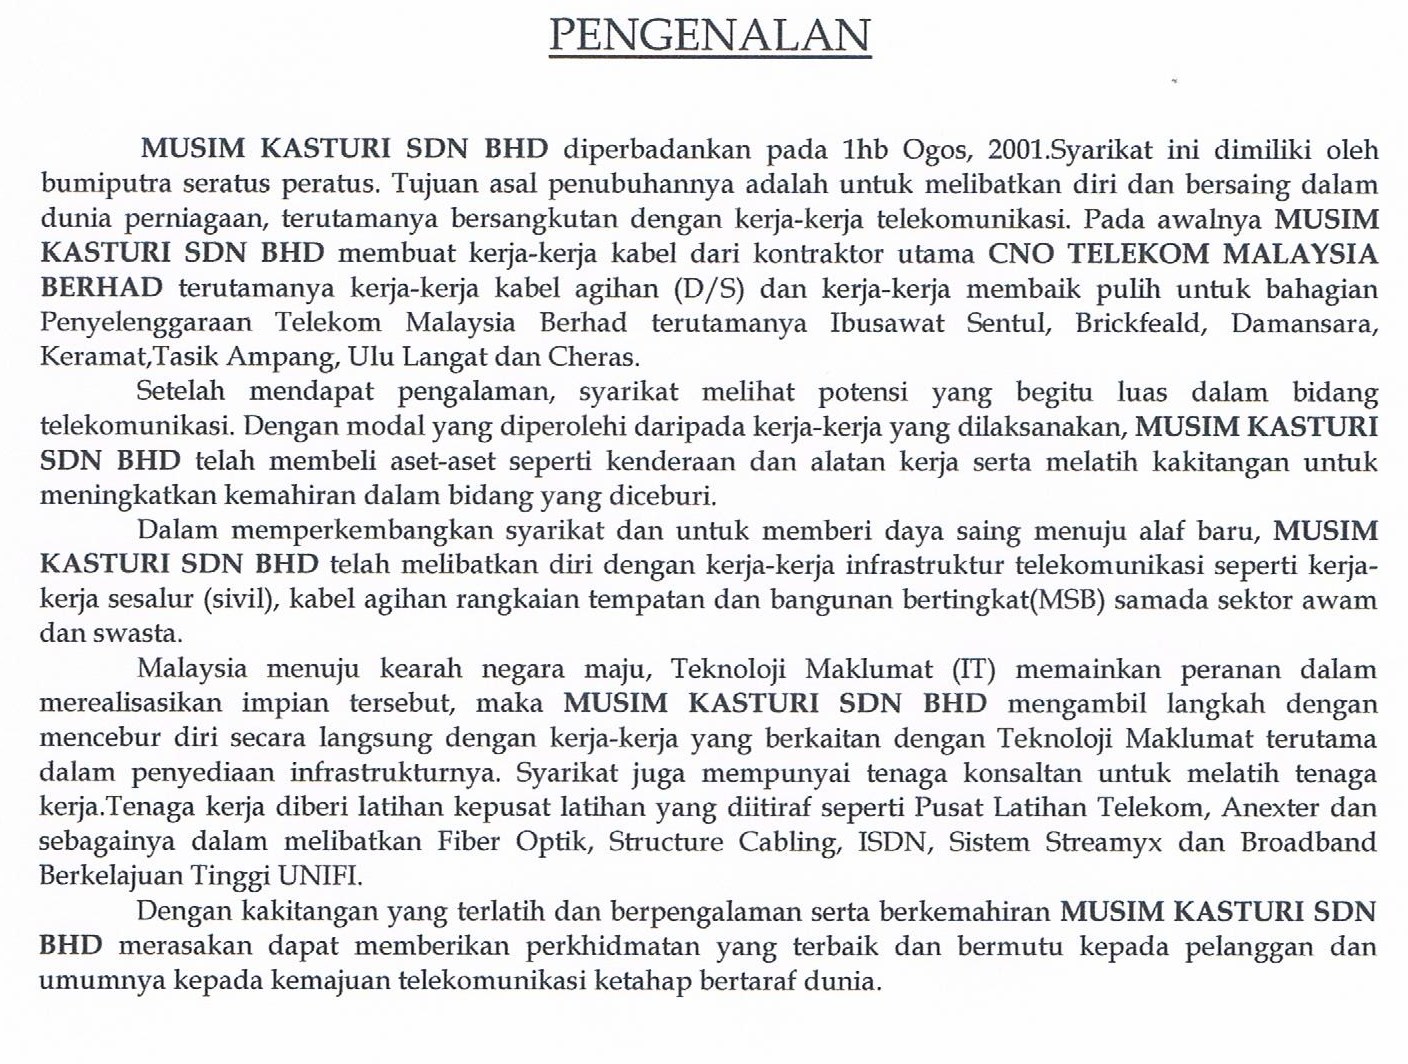 PENGENALAN
MUSIM KASTURI SDN BHD diperbadankan pada 1hb Ogos, 2001.Syarikat ini dimiliki oleh
bumiputra seratus peratus. Tujuan asal penubuhannya adalah untuk melibatkan diri dan bersaing dalam
dunia perniagaan, terutamanya bersangkutan dengan kerja-kerja telekomunikasi. Pada awalnya MUSIM
KASTURI SDN BHD membuat kerja-kerja kabel dari kontraktor utama CNO TELEKOM MALAYSIA
BERHAD terutamanya kerja-kerja kabel agihan (D/S) dan kerja-kerja membaik pulih untuk bahagian
Penyelenggaraan Telekom Malaysia Berhad terutamanya Ibusawat Sentul, Brickfeald, Damansara,
Keramat,Tasik Ampang, Ulu Langat dan Cheras.
Setelah mendapat pengalaman, syarikat melihat potensi yang begitu luas dalam bidang
telekomunikasi. Dengan modal yang diperolehi daripada kerja-kerja yang dilaksanakan, MUSIM KASTURI
SDN BHD telah membeli aset-aset seperti kenderaan dan alatan kerja serta melatih kakitangan untuk
meningkatkan kemahiran dalam bidang yang diceburi.
Dalam memperkembangkan syarikat dan untuk memberi daya saing menuju alaf baru, MUSIM
KASTURI SDN BHD telah melibatkan diri dengan kerja-kerja infrastruktur telekomunikasi seperti kerja-
kerja sesalur (sivil), kabel agihan rangkaian tempatan dan bangunan bertingkat(MSB) samada sektor awam
dan swasta.
Malaysia menuju kearah negara maju, Teknoloji Maklumat (IT) memainkan peranan dalam
merealisasikan impian tersebut, maka MUSIM KASTURI SDN BHD mengambil langkah dengan
mencebur diri secara langsung dengan kerja-kerja yang berkaitan dengan Teknoloji Maklumat terutama
dalam penyediaan infrastrukturnya. Syarikat juga mempunyai tenaga konsaltan untuk melatih tenaga
kerja.Tenaga kerja diberi latihan kepusat latihan yang diitiraf seperti Pusat Latihan Telekom, Anexter dan
sebagainya dalam melibatkan Fiber Optik, Structure Cabling, ISDN, Sistem Streamyx dan Broadband
Berkelajuan Tinggi UNIFI.
Dengan kakitangan yang terlatih dan berpengalaman serta berkemahiran MUSIM KASTURI SDN
BHD merasakan dapat memberikan perkhidmatan yang terbaik dan bermutu kepada pelanggan dan
umumnya kepada kemajuan telekomunikasi ketahap bertaraf dunia.